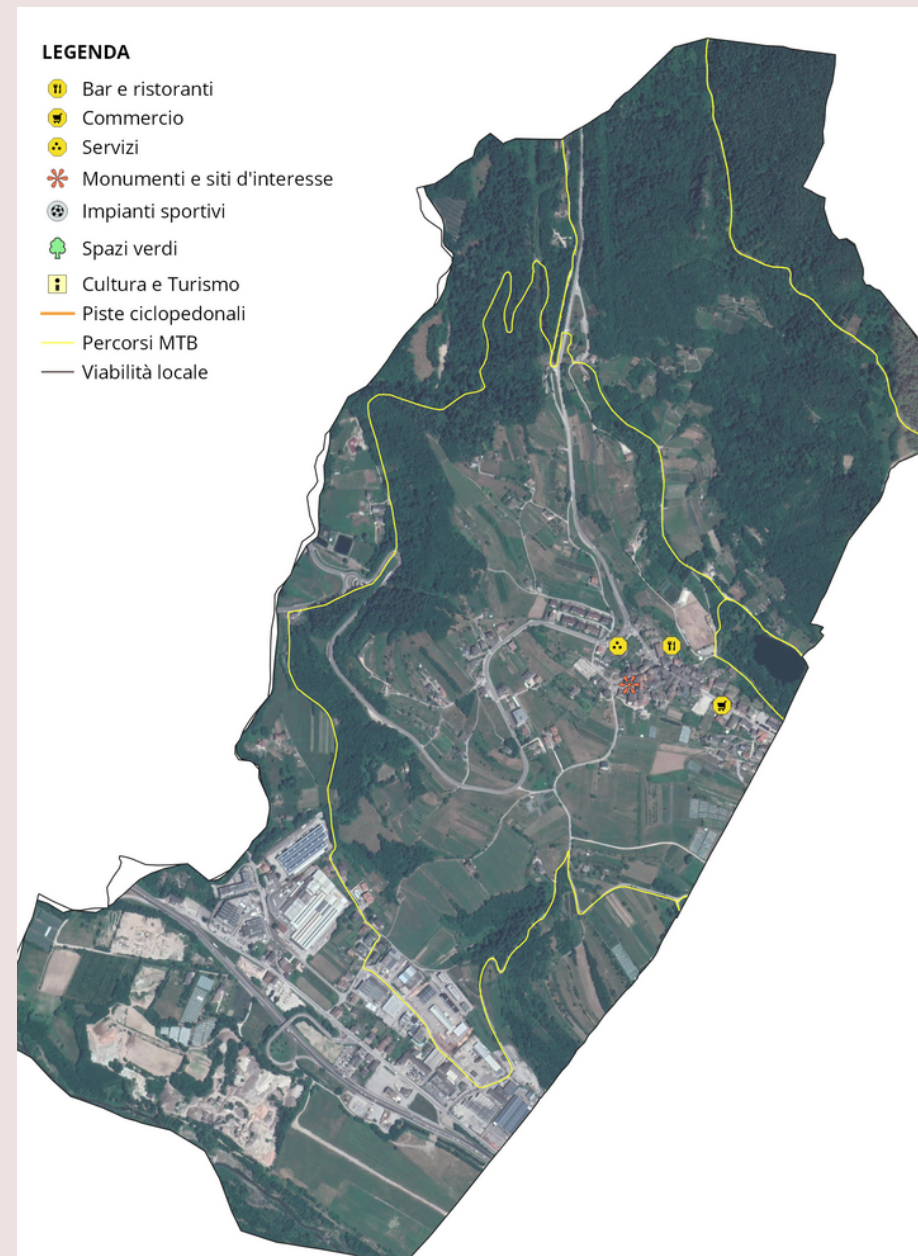 LEGENDA
Bar e ristoranti
Commercio
Servizi
Monumenti e siti d'interesse
Impianti sportivi
Spazi verdi
Cultura e Turismo
Piste ciclopedonali
Percorsi MTB
Viabilità locale